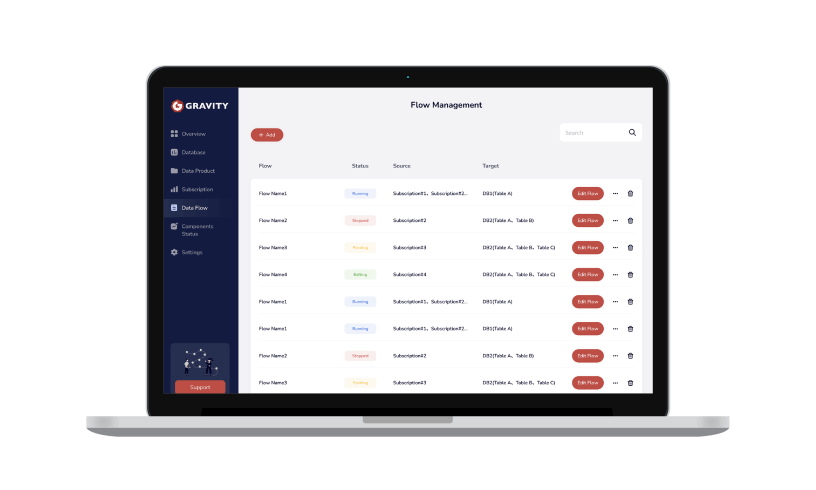 GRAVITY
Overview
Database
Data Product
Subscription
Data Flow
Components
Status
Settings
Support
Flow Management
+ Add
Search
Flow Status Source Target
Flow Name1 Running Subscription#1、Subscription#2... DB1(Table A) Edit Flow
Flow Name2 Stopped Subscription#2 DB2(Table A、Table B) Edit Flow
Flow Name3 Pending Subscription#3 DB2(Table A、Table B、Table C) Edit Flow
Flow Name4 Editing Subscription#4 DB2(Table A、Table B、Table C) Edit Flow
Flow Name1 Running Subscription#1、Subscription#2... DB1(Table A) Edit Flow
Flow Name1 Running Subscription#1、Subscription#2... DB1(Table A) Edit Flow
Flow Name2 Stopped Subscription#2 DB2(Table A、Table B) Edit Flow
Flow Name3 Pending Subscription#3 DB2(Table A、Table B、Table C) Edit Flow